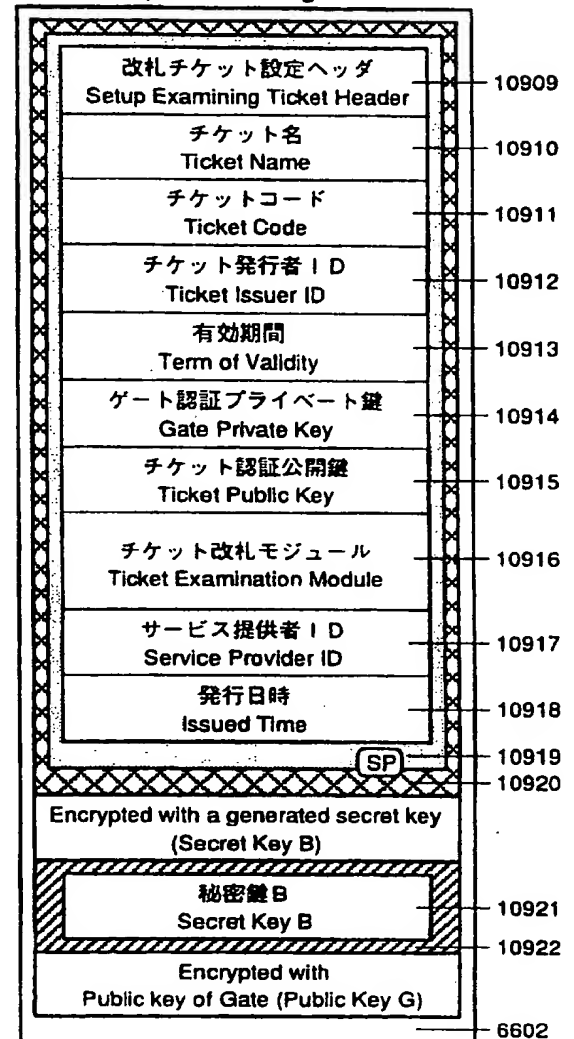 改札チケット設定ヘッダ
Setup Examining Ticket Header
10909
チケット名
Ticket Name
10910
チケットコード
Ticket Code
10911
チケット発行者ID
Ticket Issuer ID
10912
有効期間
Term of Validity
10913
ゲート認証プライベート鍵
Gate Private Key
10914
チケット認証公開鍵
Ticket Public Key
10915
チケット改札モジュール
Ticket Examination Module
10916
サービス提供者ID
Service Provider ID
10917
発行日時
Issued Time
10918
SP
10919
10920
Encrypted with a generated secret key
(Secret Key B)
秘密鍵B
Secret Key B
10921
10922
Encrypted with
Public key of Gate (Public Key G)
6602